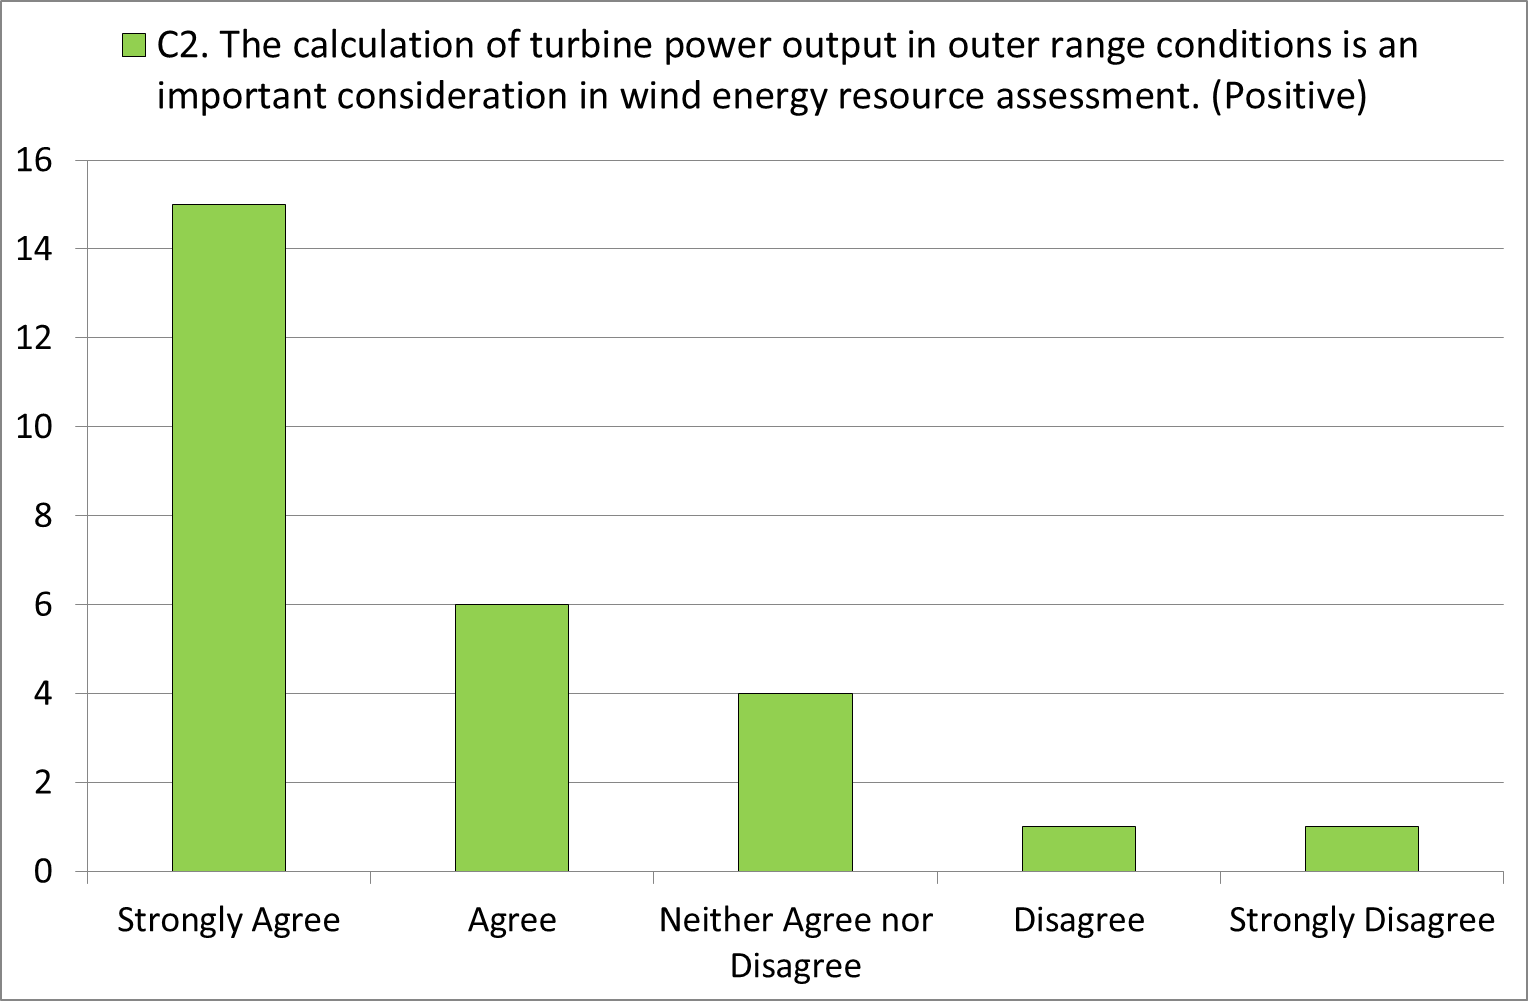 C2. The calculation of turbine power output in outer range conditions is an
important consideration in wind energy resource assessment. (Positive)
16
14
12
10
8
6
4
2
0
Strongly Agree
Agree
Neither Agree nor
Disagree
Disagree
Strongly Disagree